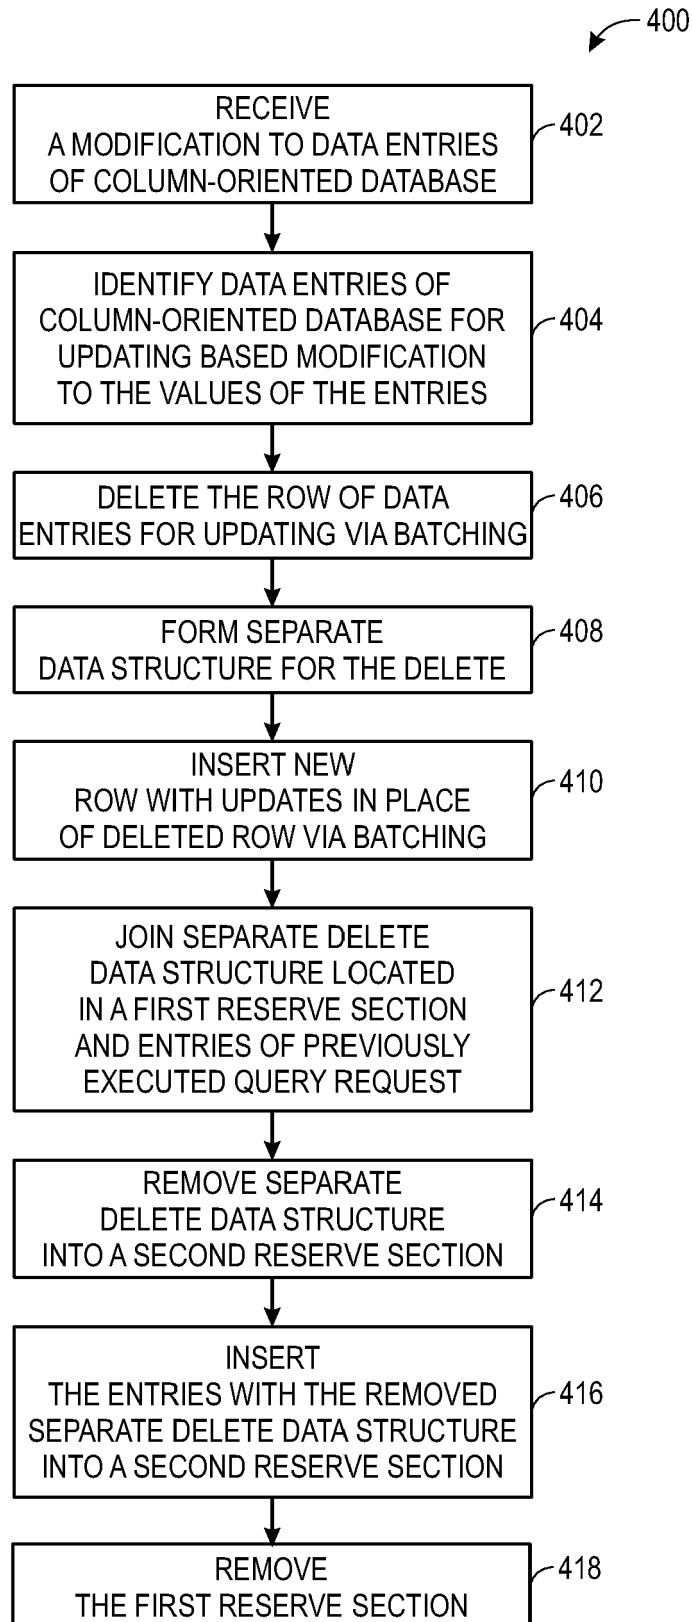 400
RECEIVE
A MODIFICATION TO DATA ENTRIES
OF COLUMN-ORIENTED DATABASE
402
IDENTIFY DATA ENTRIES OF
COLUMN-ORIENTED DATABASE FOR
UPDATING BASED MODIFICATION
TO THE VALUES OF THE ENTRIES
404
DELETE THE ROW OF DATA
ENTRIES FOR UPDATING VIA BATCHING
406
FORM SEPARATE
DATA STRUCTURE FOR THE DELETE
408
INSERT NEW
ROW WITH UPDATES IN PLACE
OF DELETED ROW VIA BATCHING
410
JOIN SEPARATE DELETE
DATA STRUCTURE LOCATED
IN A FIRST RESERVE SECTION
AND ENTRIES OF PREVIOUSLY
EXECUTED QUERY REQUEST
412
REMOVE SEPARATE
DELETE DATA STRUCTURE
INTO A SECOND RESERVE SECTION
414
INSERT
THE ENTRIES WITH THE REMOVED
SEPARATE DELETE DATA STRUCTURE
INTO A SECOND RESERVE SECTION
416
REMOVE
THE FIRST RESERVE SECTION
418